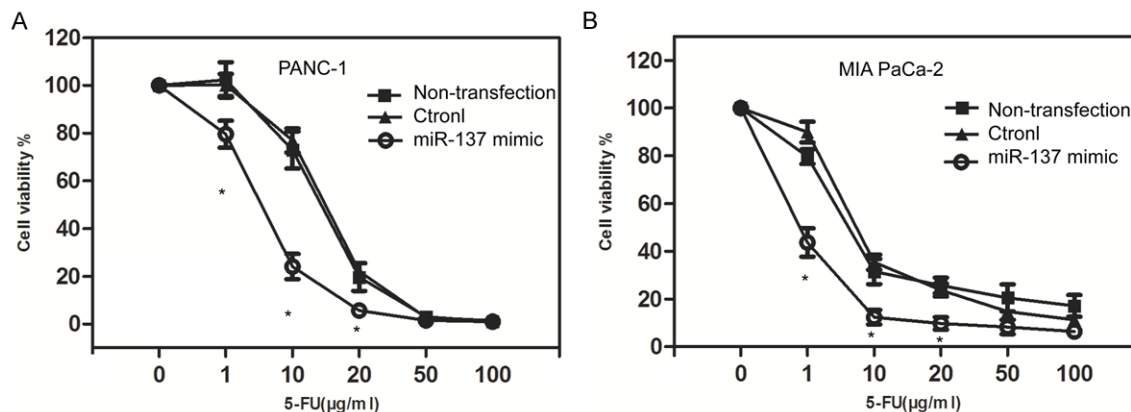 A
PANC-1
Non-transfection
Ctronl
miR-137 mimic
Cell viability %
120
100
80
60
40
20
0
*
*
*
0 1 10 20 50 100
5-FU(μg/ml)
B
MIA PaCa-2
Non-transfection
Ctronl
miR-137 mimic
Cell viability %
120
100
80
60
40
20
0
*
*
*
0 1 10 20 50 100
5-FU(μg/ml)